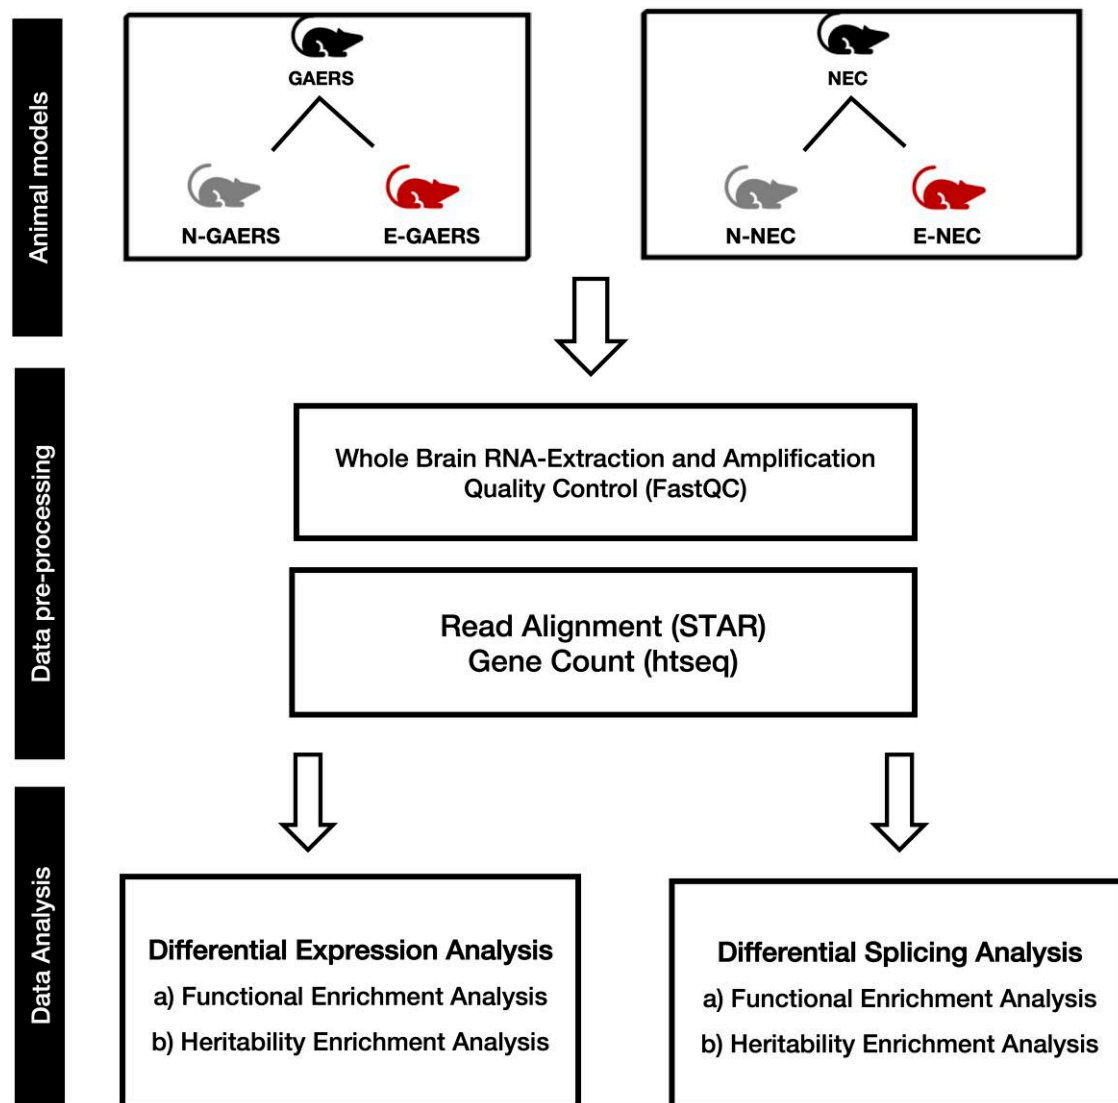 Animal models
GAERS
N-GAERS
E-GAERS
NEC
N-NEC
E-NEC
Data pre-processing
Whole Brain RNA-Extraction and Amplification
Quality Control (FastQC)
Read Alignment (STAR)
Gene Count (htseq)
Data Analysis
Differential Expression Analysis
a) Functional Enrichment Analysis
b) Heritability Enrichment Analysis
Differential Splicing Analysis
a) Functional Enrichment Analysis
b) Heritability Enrichment Analysis